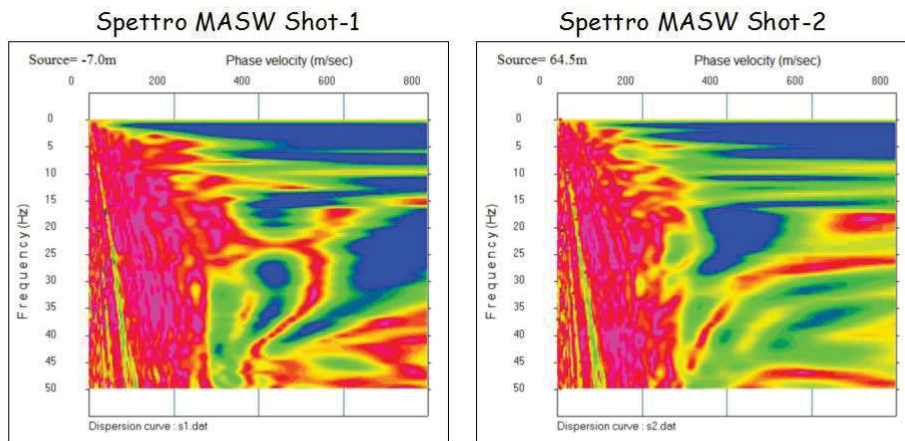 Spettro MASW Shot-1
Source= -7.0m
Phase velocity (m/sec)
0 200 400 600 800
Frequency (Hz)
0
5
10
15
20
25
30
35
40
45
50
Dispersion curve : s1.dat
Spettro MASW Shot-2
Source= 64.5m
Phase velocity (m/sec)
0 200 400 600 800
Frequency (Hz)
0
5
10
15
20
25
30
35
40
45
50
Dispersion curve : s2.dat